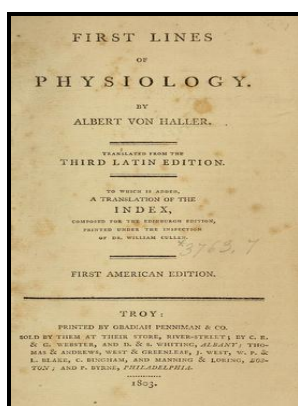 FIRST LINES
OF
PHYSIOLOGY.
BY
ALBERT VON HALLER.
TRANSLATED FROM THE
THIRD LATIN EDITION.
TO WHICH IS ADDED,
A TRANSLATION OF THE
INDEX,
COMPOSED FOR THE EDINBURGH EDITION,
PRINTED UNDER THE INSPECTION
OF DR. WILLIAM CULLEN.
*3763.7
FIRST AMERICAN EDITION.
TROY:
PRINTED BY OBADIAH PENNIMAN & CO.
SOLD BY THEM AT THEIR STORE, RIVER-STREET; BY C. R.
& G. WEBSTER, AND D. & S. WHITING, ALBANY; THO-
MAS & ANDREWS, WEST & GREENLEAF, J. WEST, W. P. &
L. BLAKE, C. BINGHAM, AND MANNING & LORING, BOS-
TON; AND P. BYRNE, PHILADELPHIA.
1803.